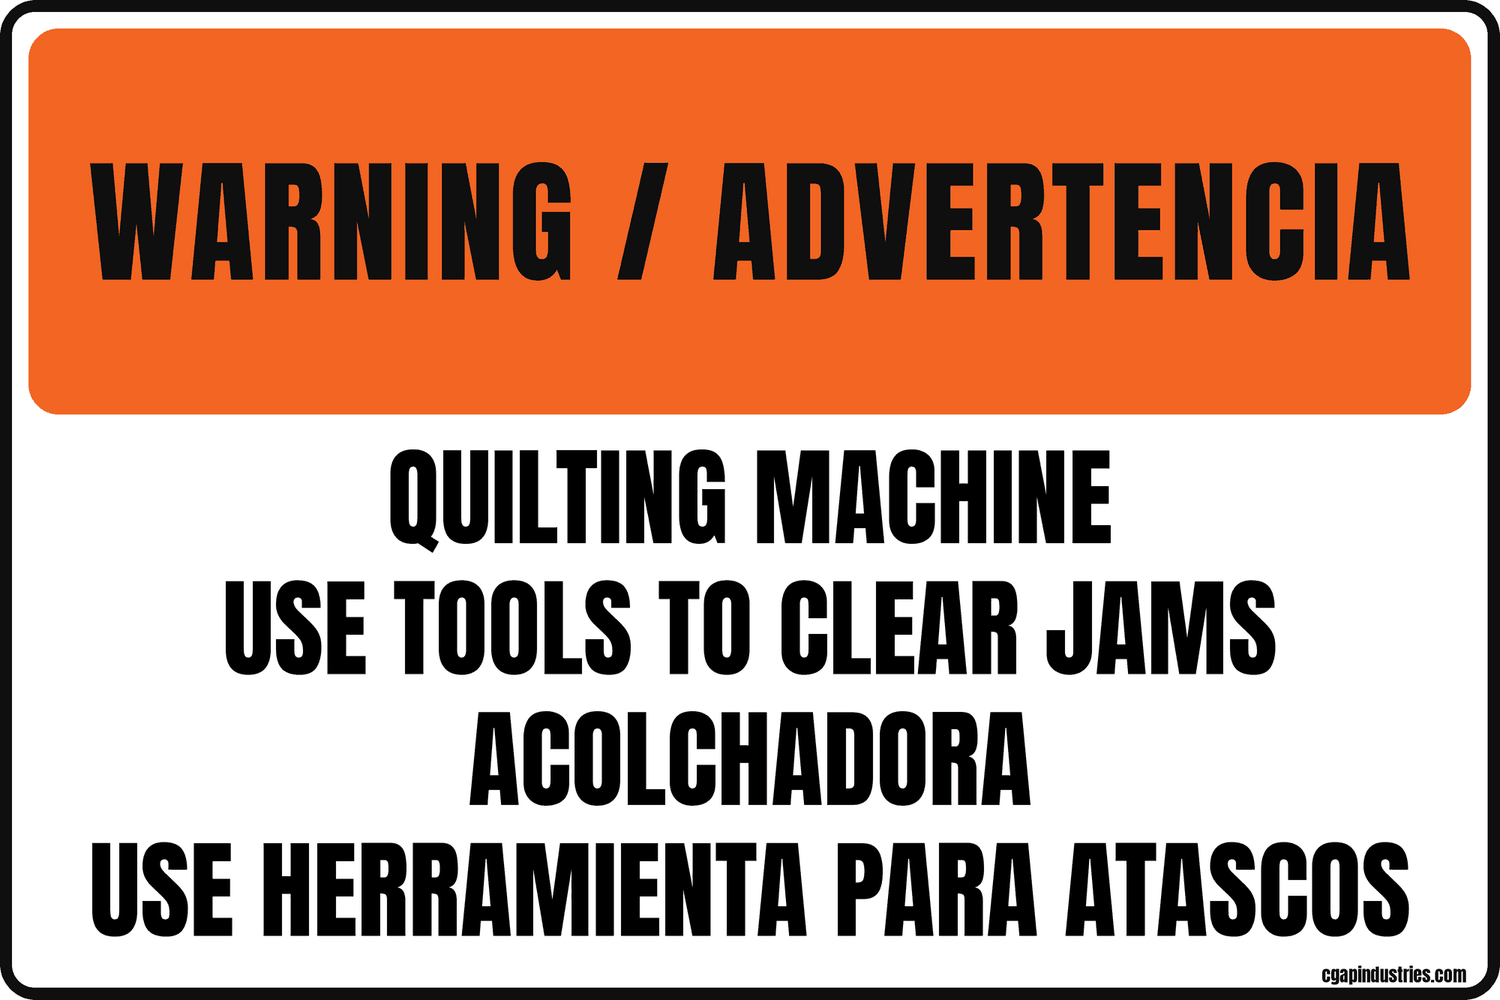 WARNING / ADVERTENCIA
QUILTING MACHINE
USE TOOLS TO CLEAR JAMS
ACOLCHADORA
USE HERRAMIENTA PARA ATASCOS
cgapindustries.com